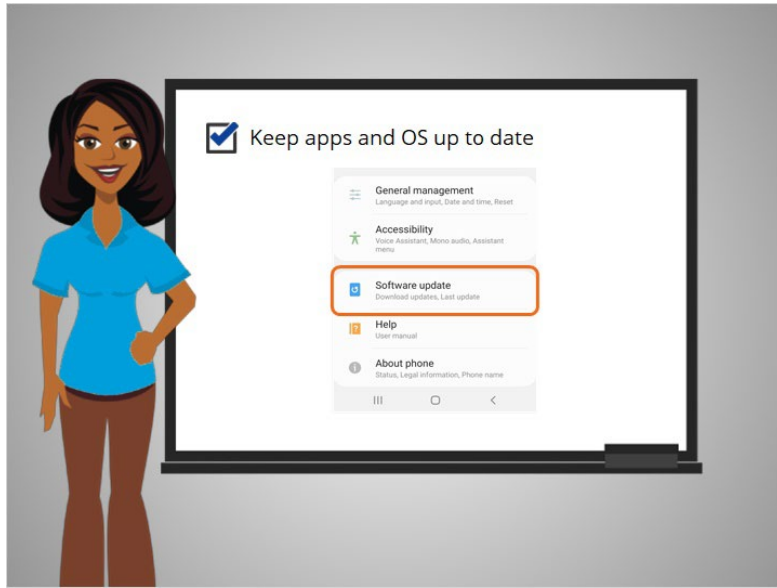 Keep apps and OS up to date
General management
Language and input, Date and time, Reset
Accessibility
Voice Assistant, Mono audio, Assistant
menu
Software update
Download updates, Last update
Help
User manual
About phone
Status, Legal information, Phone name